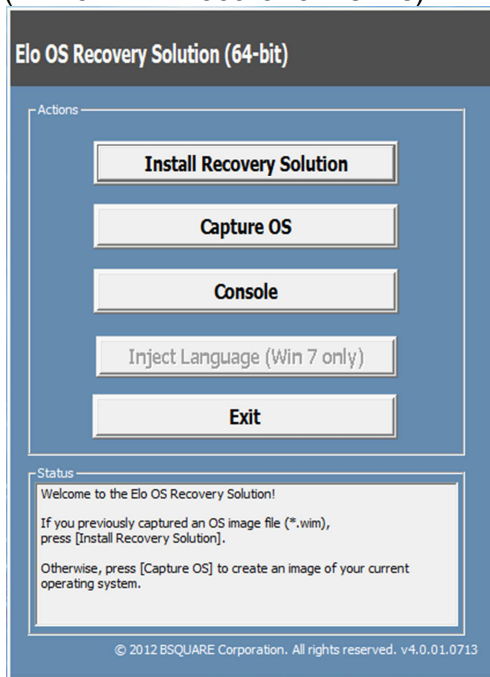 Elo OS Recovery Solution (64-bit)
Actions
Install Recovery Solution
Capture OS
Console
Inject Language (Win 7 only)
Exit
Status
Welcome to the Elo OS Recovery Solution!
If you previously captured an OS image file (*.wim),
press [Install Recovery Solution].
Otherwise, press [Capture OS] to create an image of your current
operating system.
© 2012 BSQUARE Corporation. All rights reserved. v4.0.01.0713